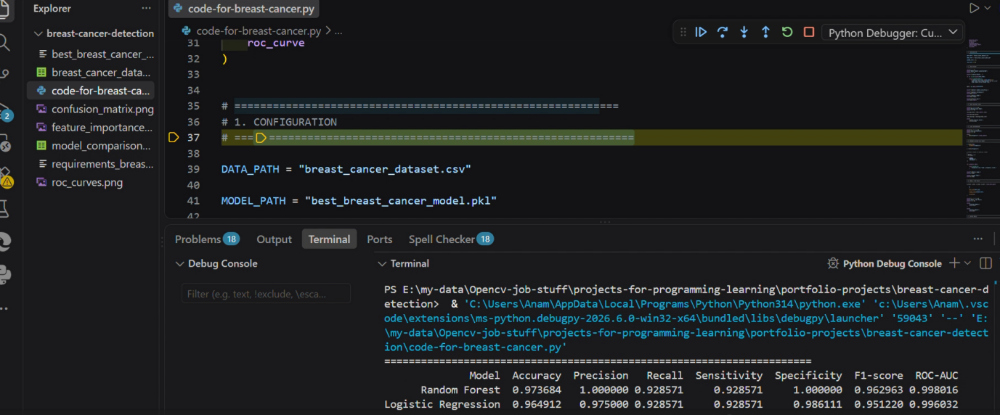 Explorer
...
breast-cancer-detection
best_breast_cancer_...
breast_cancer_data...
code-for-breast-ca...
confusion_matrix.png
feature_importance...
model_comparison...
requirements_breas...
roc_curves.png
2
code-for-breast-cancer.py
code-for-breast-cancer.py > ...
Python Debugger: Cu...
31 roc_curve
32 )
33
34
35 # ============================================================
36 # 1. CONFIGURATION
37 # ============================================================
38
39 DATA_PATH = "breast_cancer_dataset.csv"
40
41 MODEL_PATH = "best_breast_cancer_model.pkl"
42
Problems 18 Output Terminal Ports Spell Checker 18 ...
Debug Console
Filter (e.g. text, !exclude, \esca...
Terminal
Python Debug Console
PS E:\my-data\Opencv-job-stuff\projects-for-programming-learning\portfolio-projects\breast-cancer-d
etection>  & 'C:\Users\Anam\AppData\Local\Programs\Python\Python314\python.exe' 'c:\Users\Anam\.vsc
ode\extensions\ms-python.debugpy-2026.6.0-win32-x64\bundled\libs\debugpy\launcher' '59043' '--' 'E:
\my-data\Opencv-job-stuff\projects-for-programming-learning\portfolio-projects\breast-cancer-detect
ion\code-for-breast-cancer.py'
======================================================================
Model Accuracy Precision Recall Sensitivity Specificity F1-score ROC-AUC
Random Forest 0.973684 1.000000 0.928571 0.928571 1.000000 0.962963 0.998016
Logistic Regression 0.964912 0.975000 0.928571 0.928571 0.986111 0.951220 0.996032